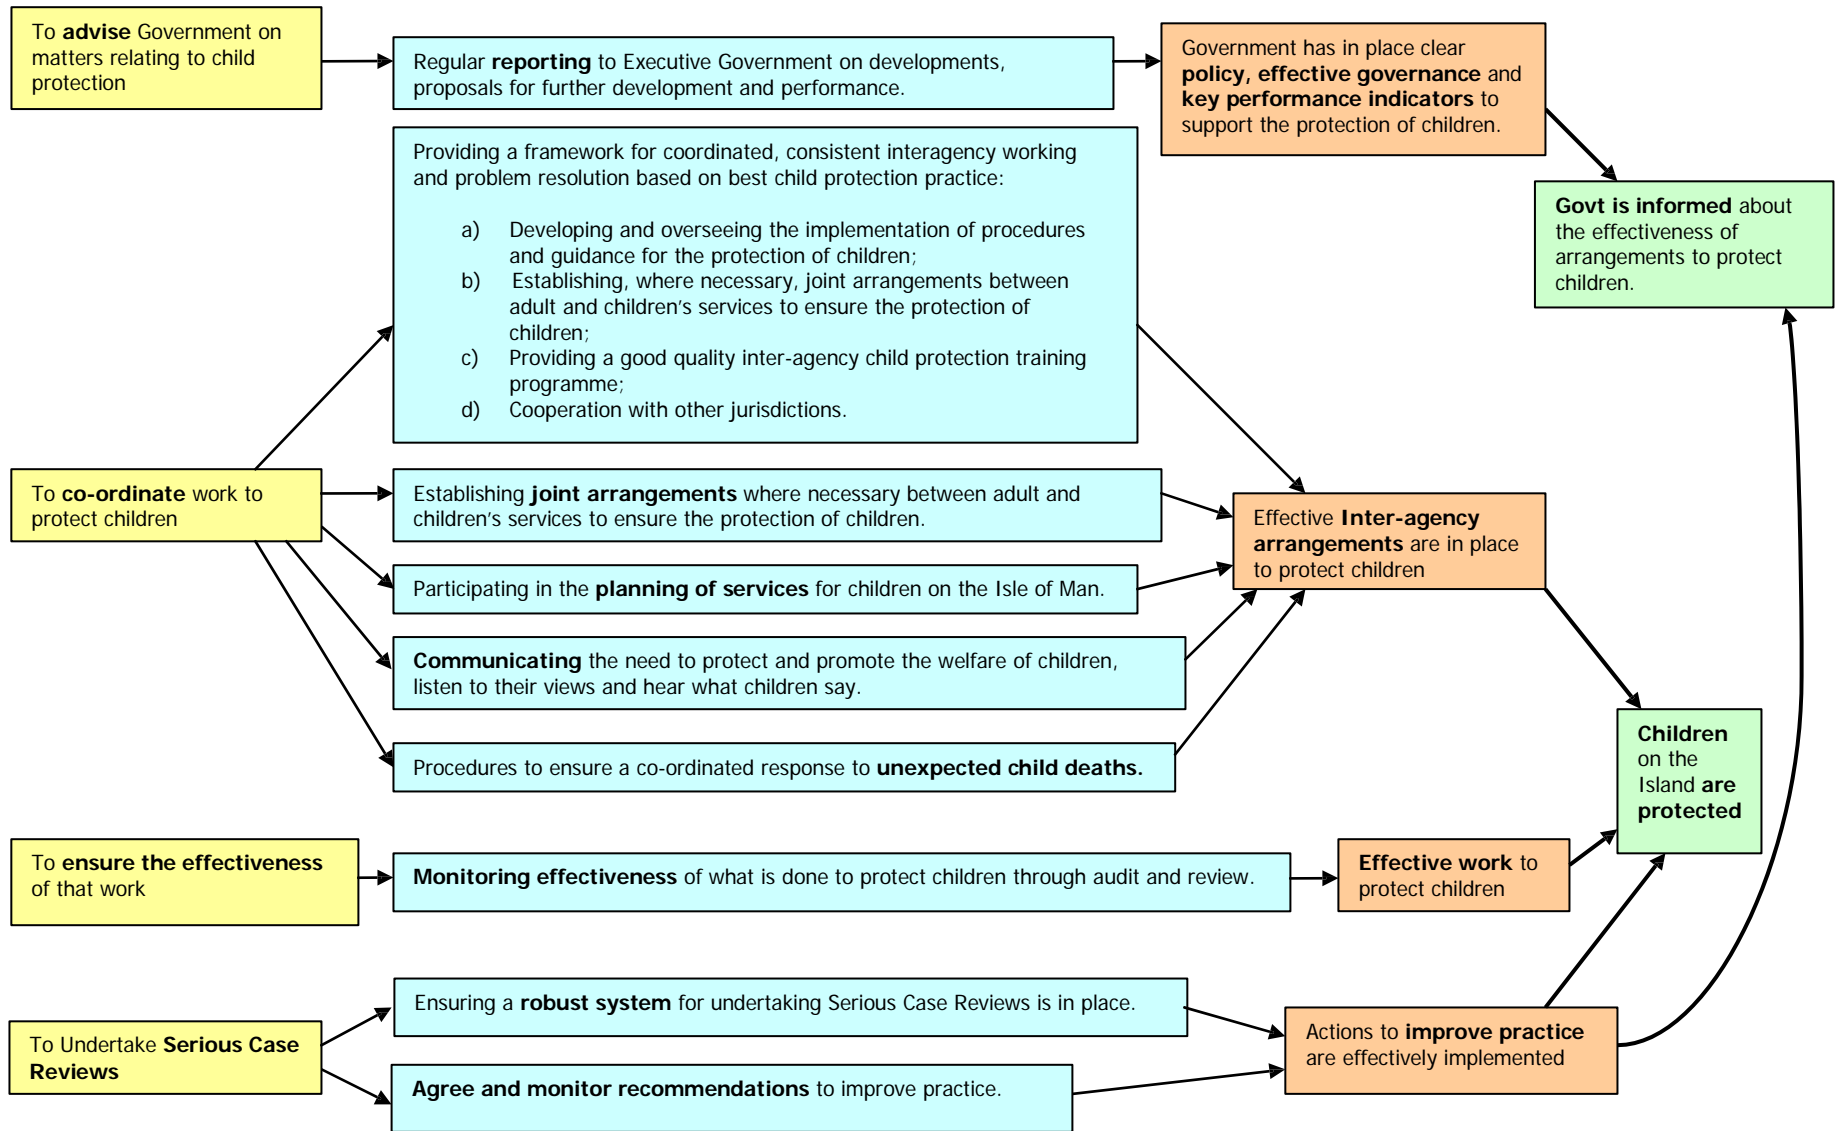 To advise Government on
matters relating to child
protection
Regular reporting to Executive Government on developments,
proposals for further development and performance.
Government has in place clear
policy, effective governance and
key performance indicators to
support the protection of children.
Govt is informed about
the effectiveness of
arrangements to protect
children.
Providing a framework for coordinated, consistent interagency working
and problem resolution based on best child protection practice:
a) Developing and overseeing the implementation of procedures
and guidance for the protection of children;
b) Establishing, where necessary, joint arrangements between
adult and children's services to ensure the protection of
children;
c) Providing a good quality inter-agency child protection training
programme;
d) Cooperation with other jurisdictions.
To co-ordinate work to
protect children
Establishing joint arrangements where necessary between adult and
children's services to ensure the protection of children.
Participating in the planning of services for children on the Isle of Man.
Communicating the need to protect and promote the welfare of children,
listen to their views and hear what children say.
Procedures to ensure a co-ordinated response to unexpected child deaths.
Effective Inter-agency
arrangements are in place
to protect children
Children
on the
Island are
protected
To ensure the effectiveness
of that work
Monitoring effectiveness of what is done to protect children through audit and review.
Effective work to
protect children
To Undertake Serious Case
Reviews
Ensuring a robust system for undertaking Serious Case Reviews is in place.
Agree and monitor recommendations to improve practice.
Actions to improve practice
are effectively implemented